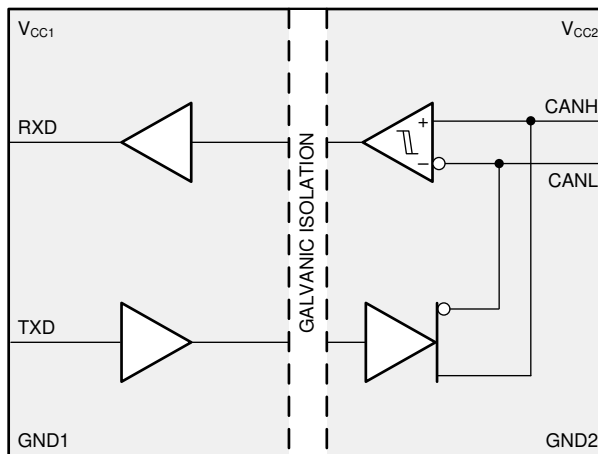 VCC1
VCC2
RXD
+
CANH
−
CANL
GALVANIC ISOLATION
TXD
GND1
GND2